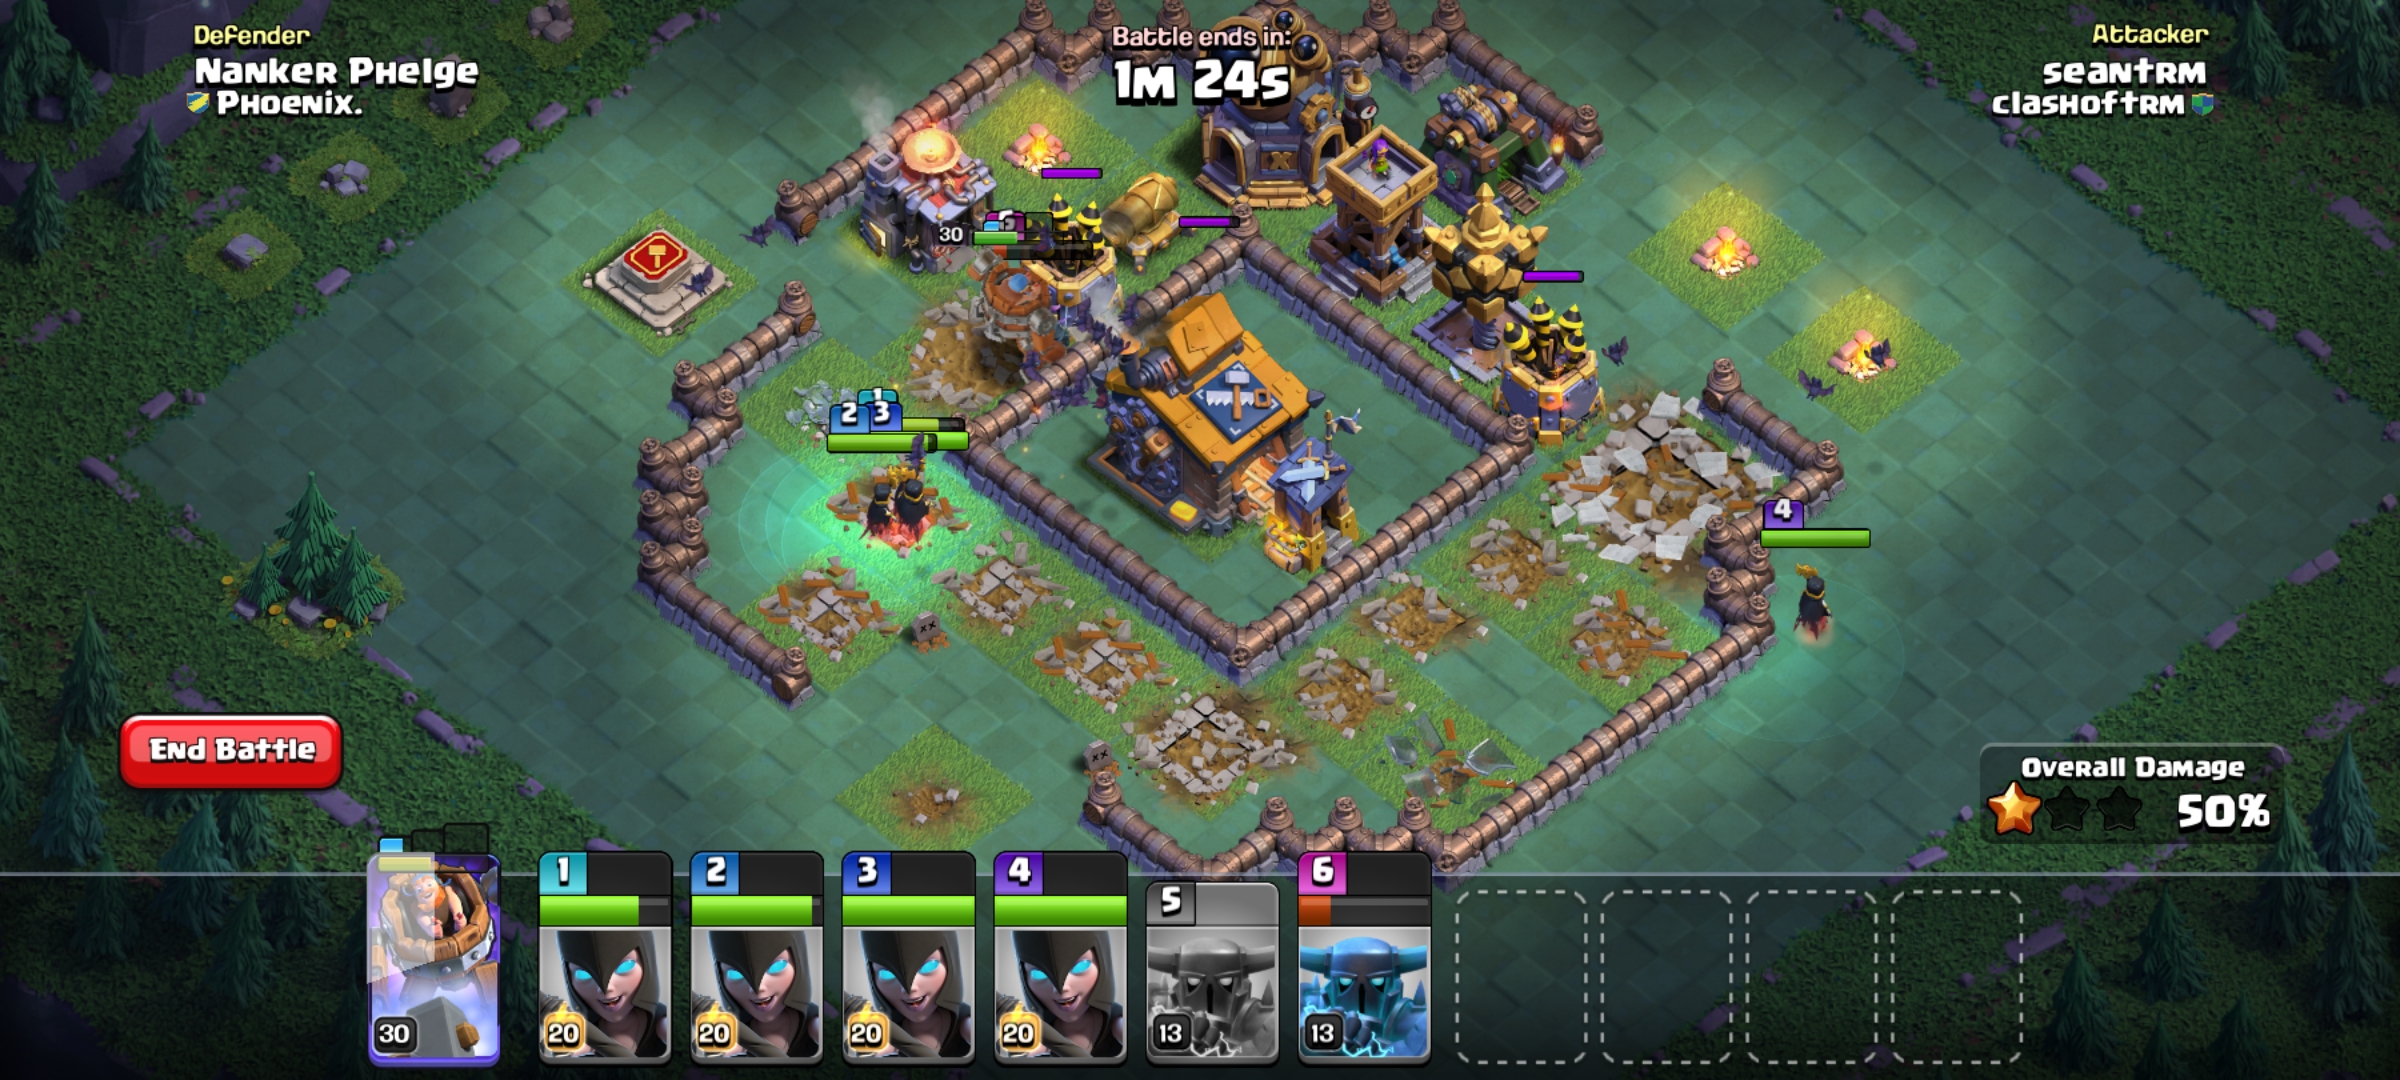 Defender
Nanker Phelge
Phoenix.
Battle ends in:
1M 24s
Attacker
seantRM
clashoftRM
30
5
1
2 3
4
End Battle
Overall Damage
50%
1 2 3 4 5 6
30 20 20 20 20 13 13